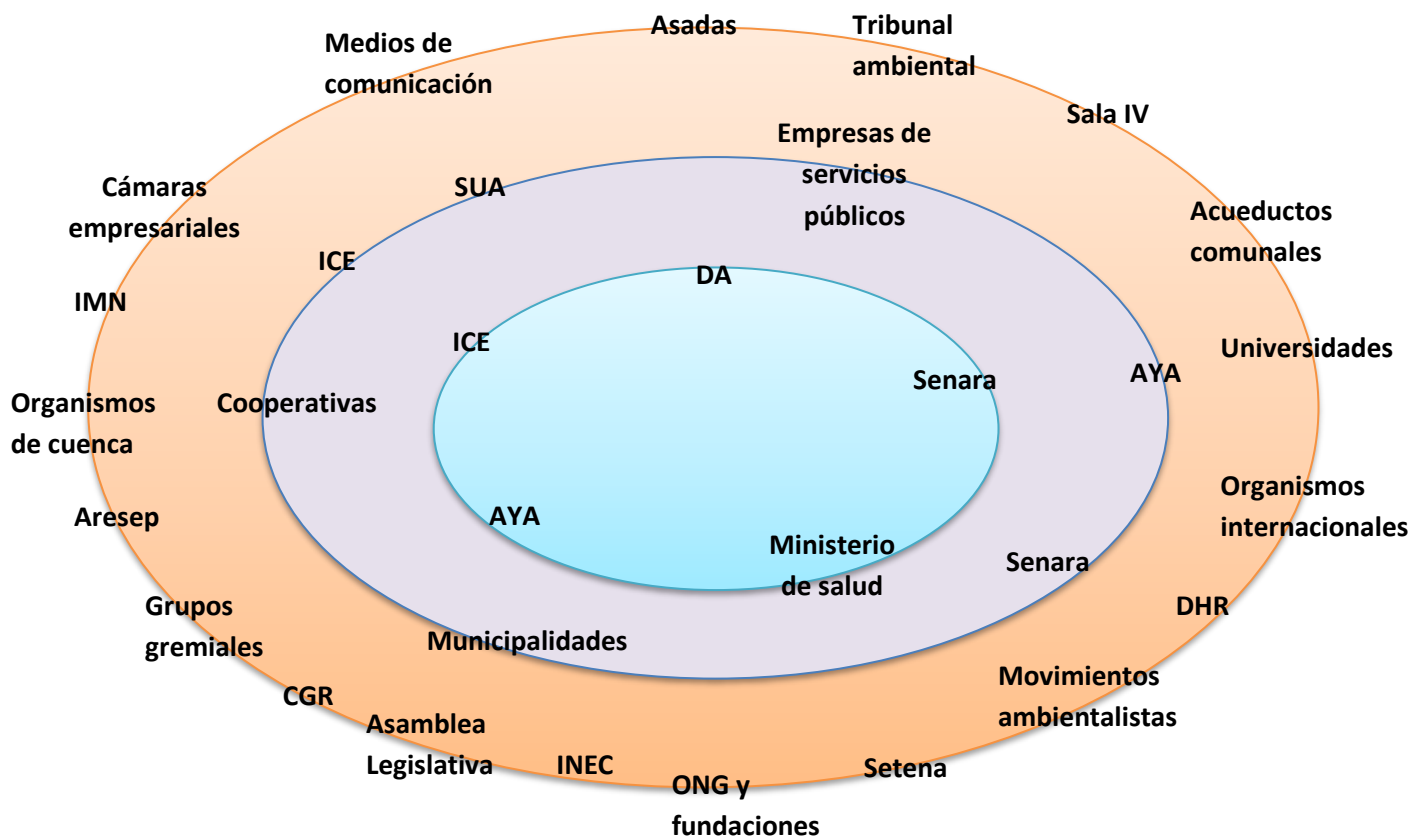 Asadas
Tribunal
ambiental
Medios de
comunicación
Sala IV
Empresas de
servicios
públicos
SUA
Cámaras
empresariales
Acueductos
comunales
ICE
DA
IMN
ICE
Universidades
Senara
AYA
Organismos
de cuenca
Cooperativas
Organismos
internacionales
Aresep
AYA
Ministerio
de salud
Senara
Grupos
gremiales
DHR
Municipalidades
Movimientos
ambientalistas
CGR
Asamblea
Legislativa
INEC
Setena
ONG y
fundaciones